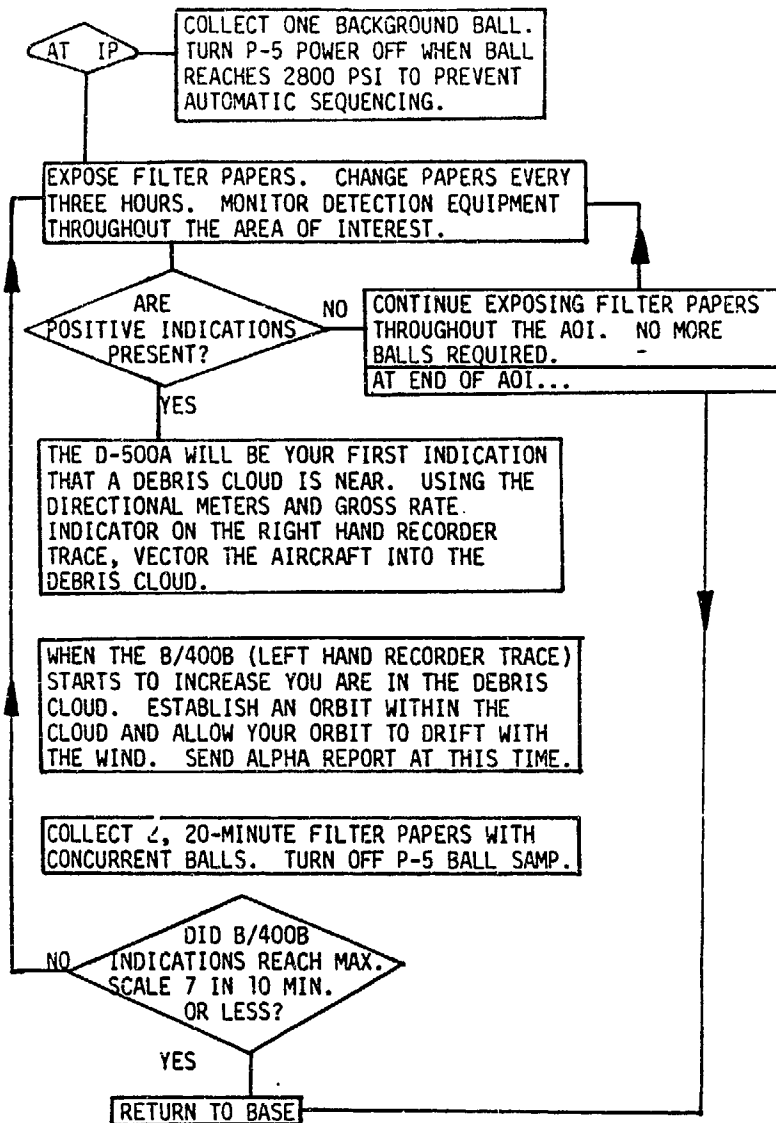 AT IP
COLLECT ONE BACKGROUND BALL.
TURN P-5 POWER OFF WHEN BALL
REACHES 2800 PSI TO PREVENT
AUTOMATIC SEQUENCING.
EXPOSE FILTER PAPERS. CHANGE PAPERS EVERY
THREE HOURS. MONITOR DETECTION EQUIPMENT
THROUGHOUT THE AREA OF INTEREST.
ARE
POSITIVE INDICATIONS
PRESENT?
NO
CONTINUE EXPOSING FILTER PAPERS
THROUGHOUT THE AOI. NO MORE
BALLS REQUIRED.
AT END OF AOI...
YES
THE D-500A WILL BE YOUR FIRST INDICATION
THAT A DEBRIS CLOUD IS NEAR. USING THE
DIRECTIONAL METERS AND GROSS RATE
INDICATOR ON THE RIGHT HAND RECORDER
TRACE, VECTOR THE AIRCRAFT INTO THE
DEBRIS CLOUD.
WHEN THE B/400B (LEFT HAND RECORDER TRACE)
STARTS TO INCREASE YOU ARE IN THE DEBRIS
CLOUD. ESTABLISH AN ORBIT WITHIN THE
CLOUD AND ALLOW YOUR ORBIT TO DRIFT WITH
THE WIND. SEND ALPHA REPORT AT THIS TIME.
COLLECT 2, 20-MINUTE FILTER PAPERS WITH
CONCURRENT BALLS. TURN OFF P-5 BALL SAMP.
DID B/400B
INDICATIONS REACH MAX.
SCALE 7 IN 10 MIN.
OR LESS?
NO
YES
RETURN TO BASE